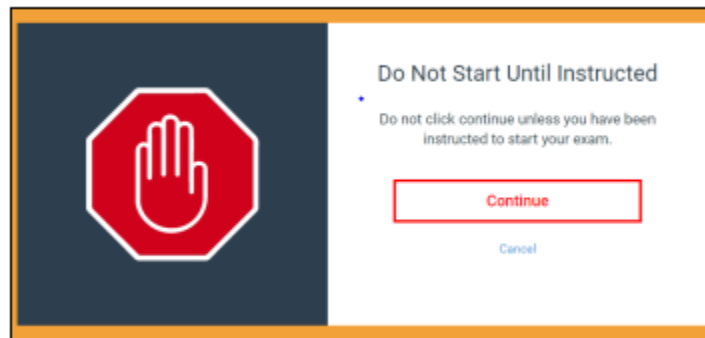 Do Not Start Until Instructed
Do not click continue unless you have been
instructed to start your exam.
Continue
Cancel